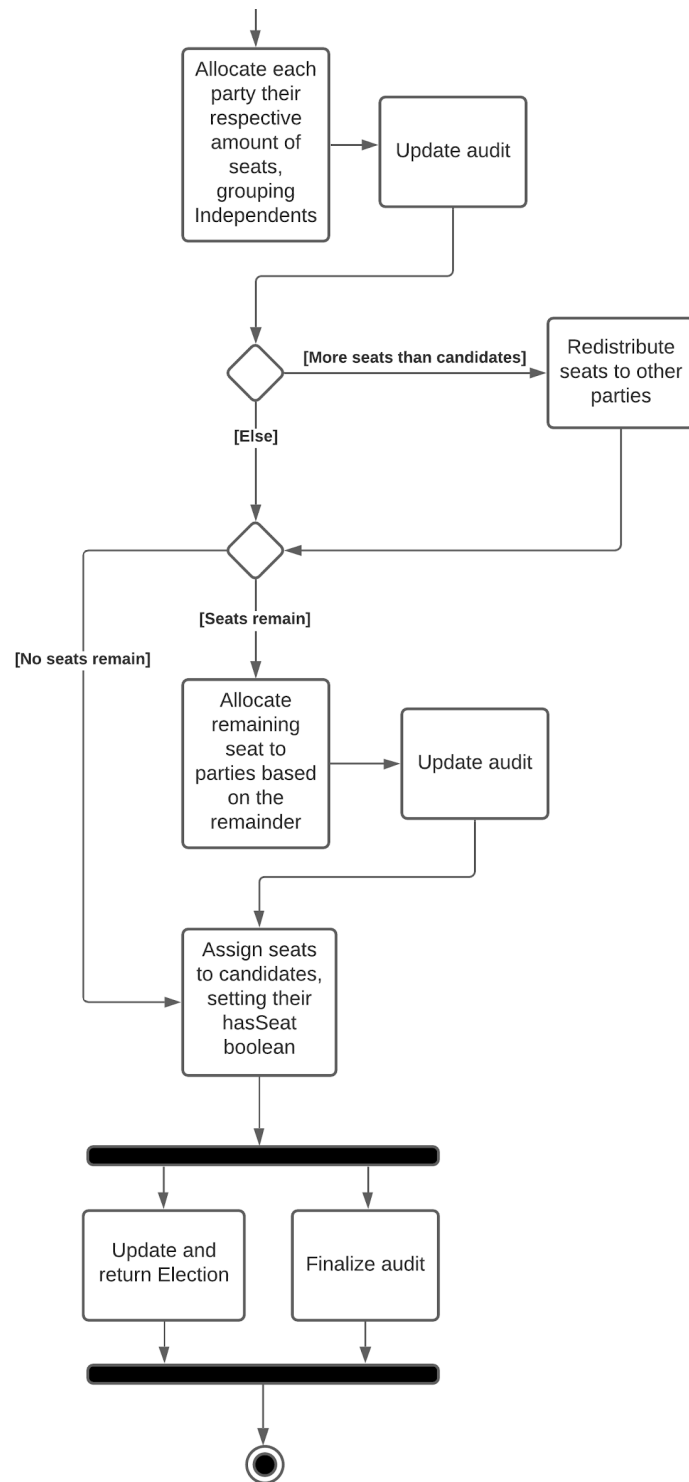 Allocate each
party their
respective
amount of
seats,
grouping
Independents
Update audit
[More seats than candidates]
Redistribute
seats to other
parties
[Else]
[Seats remain]
[No seats remain]
Allocate
remaining
seat to
parties based
on the
remainder
Update audit
Assign seats
to candidates,
setting their
hasSeat
boolean
Update and
return Election
Finalize audit